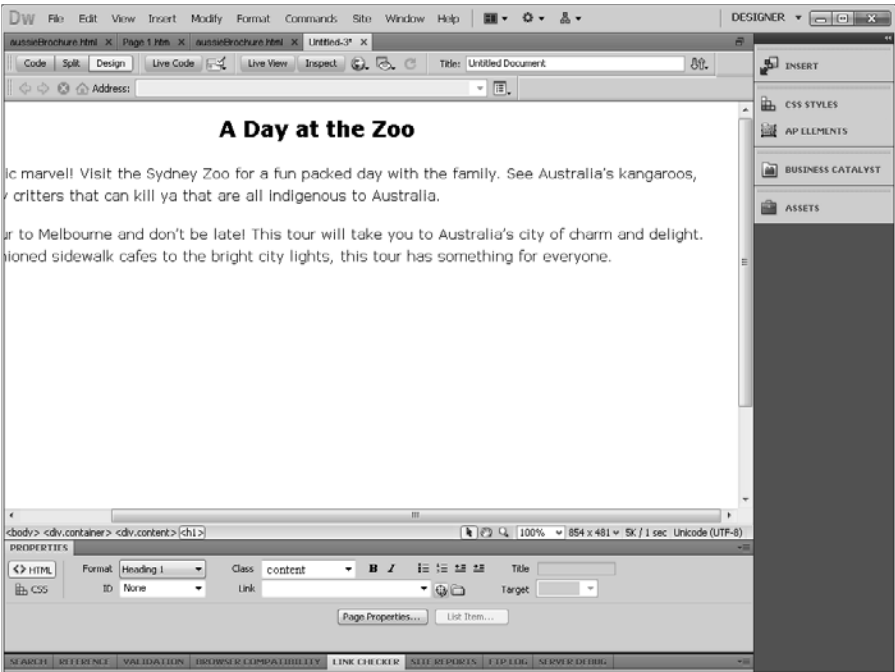 Dw File Edit View Insert Modify Format Commands Site Window Help DESIGNER
aussieBrochure.html X Page 1.htm X aussieBrochure.html X Untitled-3* X
Code Split Design Live Code Live View Inspect Title: Untitled Document
Address:
INSERT
CSS STYLES
AP ELEMENTS
BUSINESS CATALYST
ASSETS
A Day at the Zoo
ic marvel! Visit the Sydney Zoo for a fun packed day with the family. See Australia's kangaroos,
y critters that can kill ya that are all indigenous to Australia.
ur to Melbourne and don't be late! This tour will take you to Australia's city of charm and delight.
ioned sidewalk cafes to the bright city lights, this tour has something for everyone.
<body> <div.container> <div.content> <h1> 100% 854 x 481 5K / 1 sec Unicode (UTF-8)
PROPERTIES
<> HTML Format Heading 1 Class content B I Title
CSS ID None Link Target
Page Properties... List Item...
SEARCH REFERENCE VALIDATION BROWSER COMPATIBILITY LINK CHECKER SITE REPORTS FTP LOG SERVER DEBUG